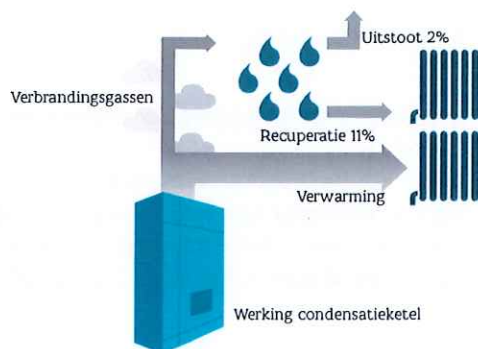 Uitstoot 2%
Verbrandingsgassen
Recuperatie 11%
Verwarming
Werking condensatieketel